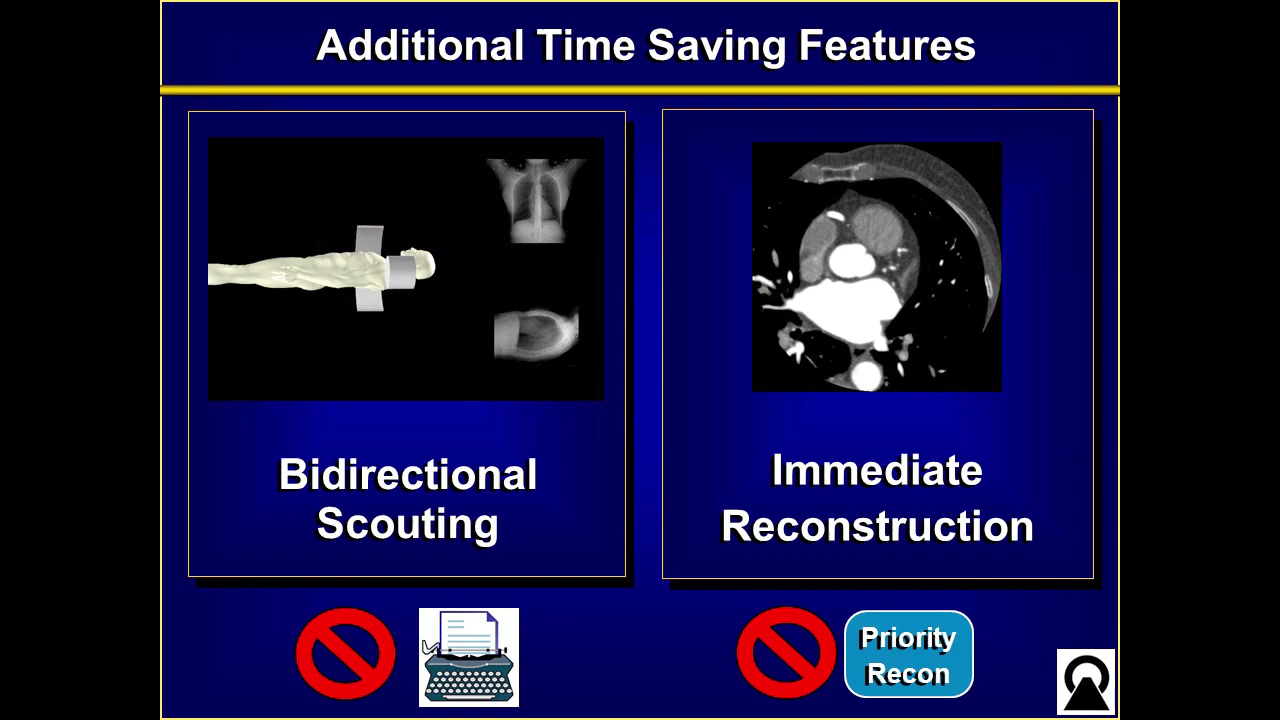 Additional Time Saving Features
Bidirectional
Scouting
Immediate
Reconstruction
Priority
Recon